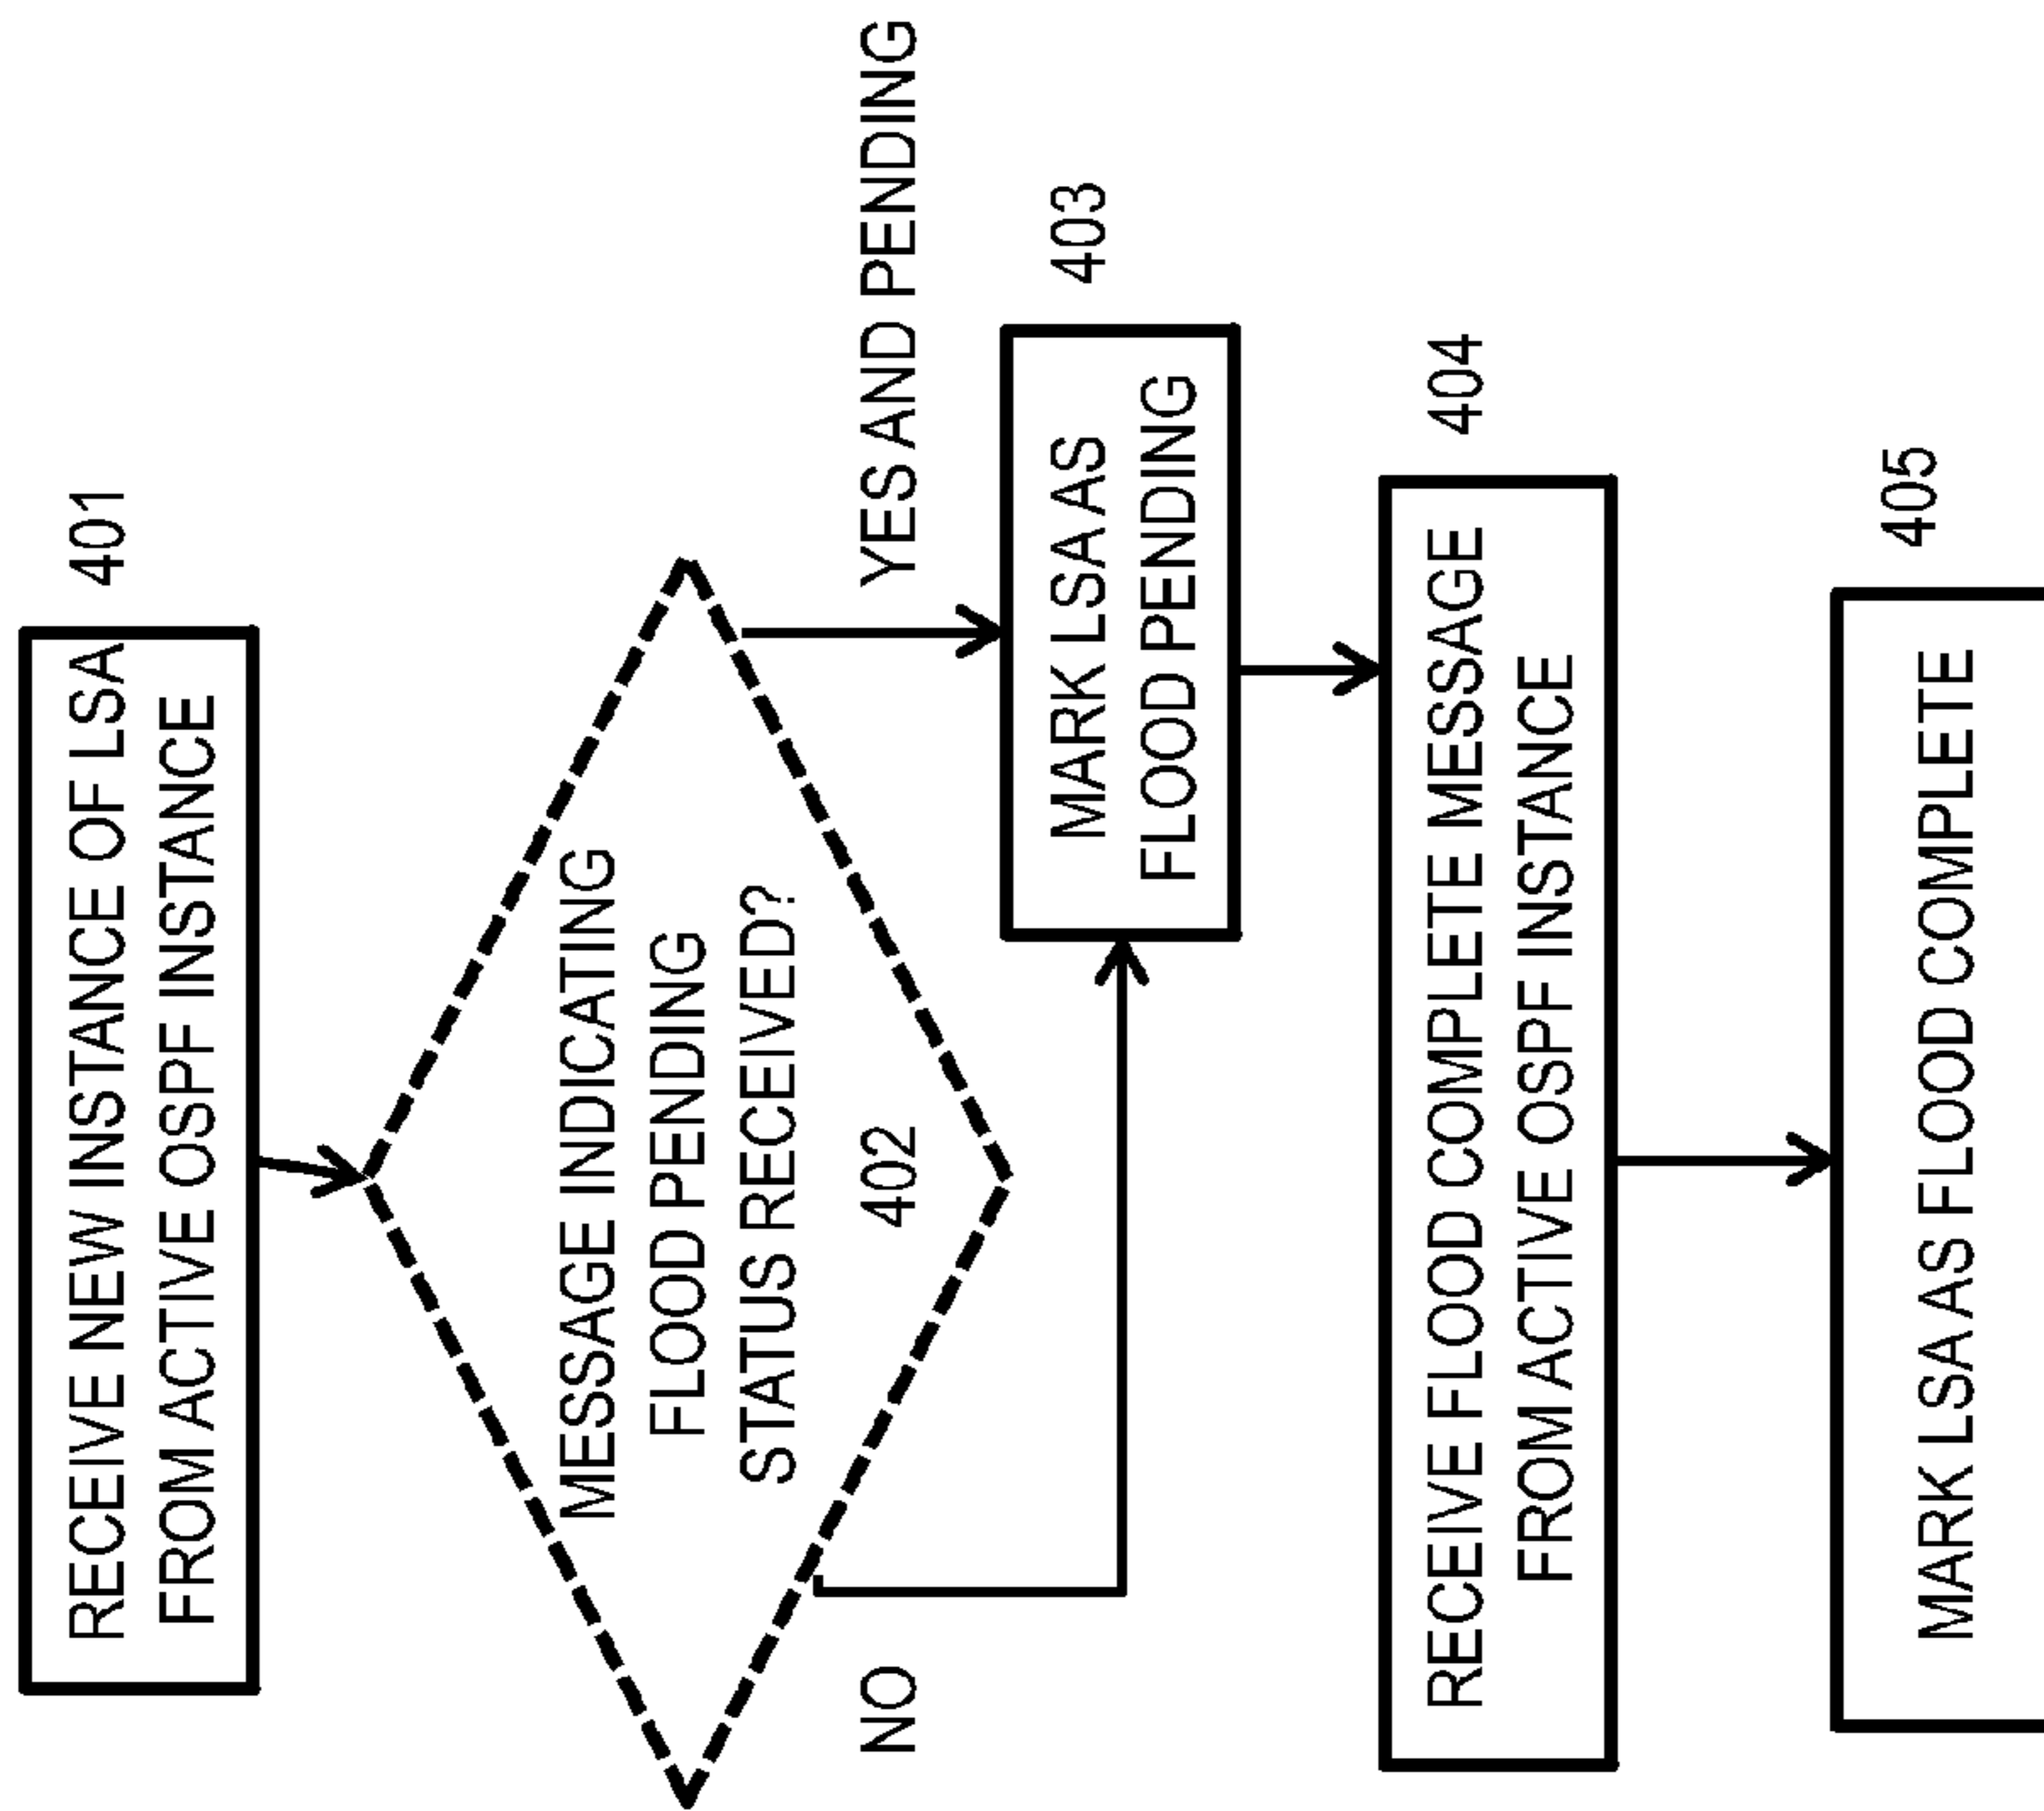 RECEIVE NEW INSTANCE OF LSA
FROM ACTIVE OSPF INSTANCE
401
MESSAGE INDICATING
FLOOD PENDING
STATUS RECEIVED?
402
NO
YES AND PENDING
MARK LSA AS
FLOOD PENDING
403
RECEIVE FLOOD COMPLETE MESSAGE
FROM ACTIVE OSPF INSTANCE
404
MARK LSA AS FLOOD COMPLETE
405